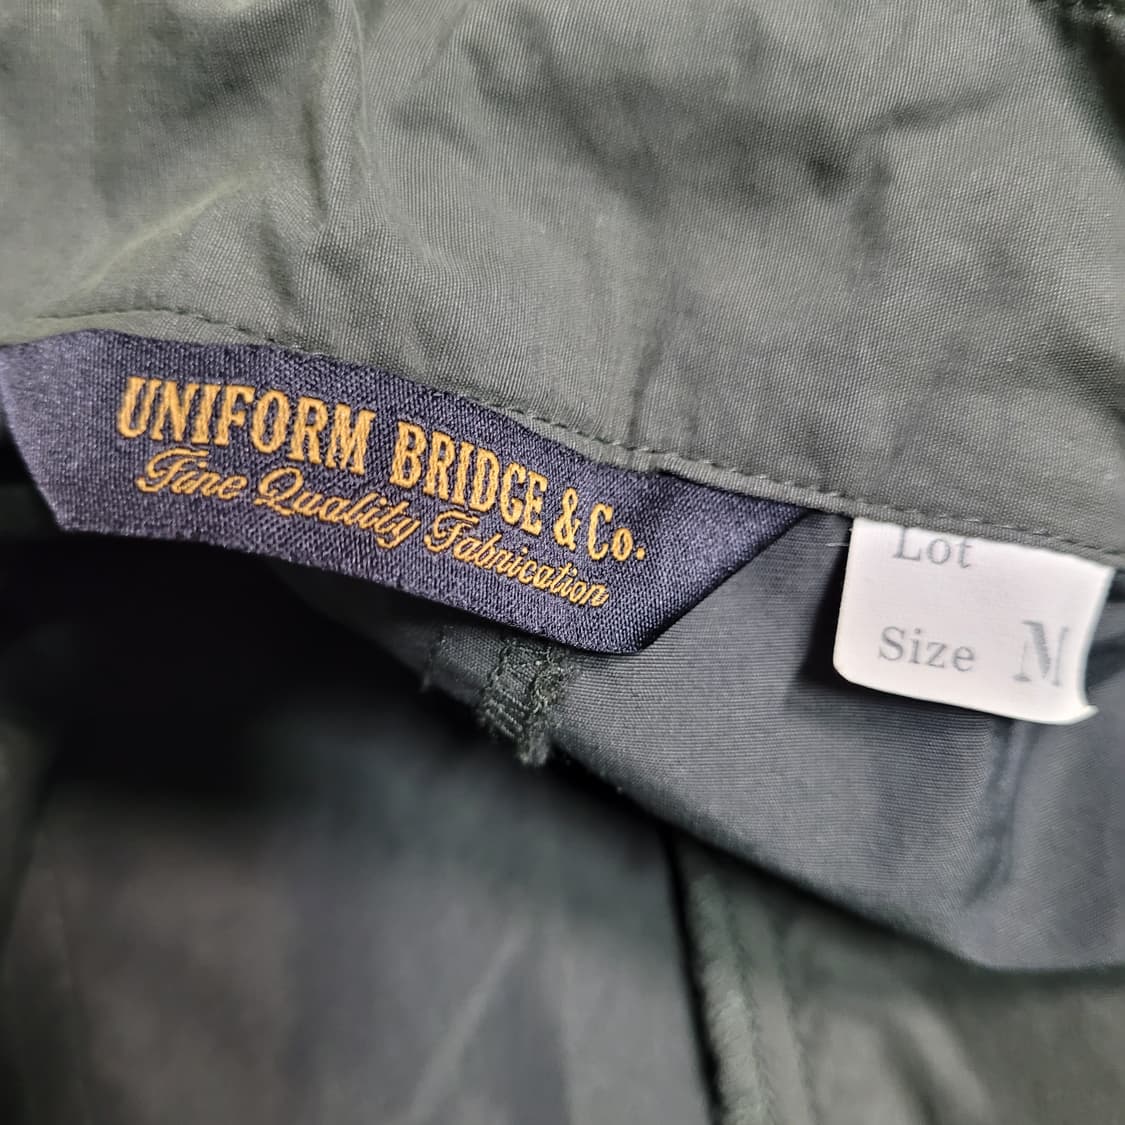 UNIFORM BRIDGE & Co.
Fine Quality Fabrication
Lot
Size M